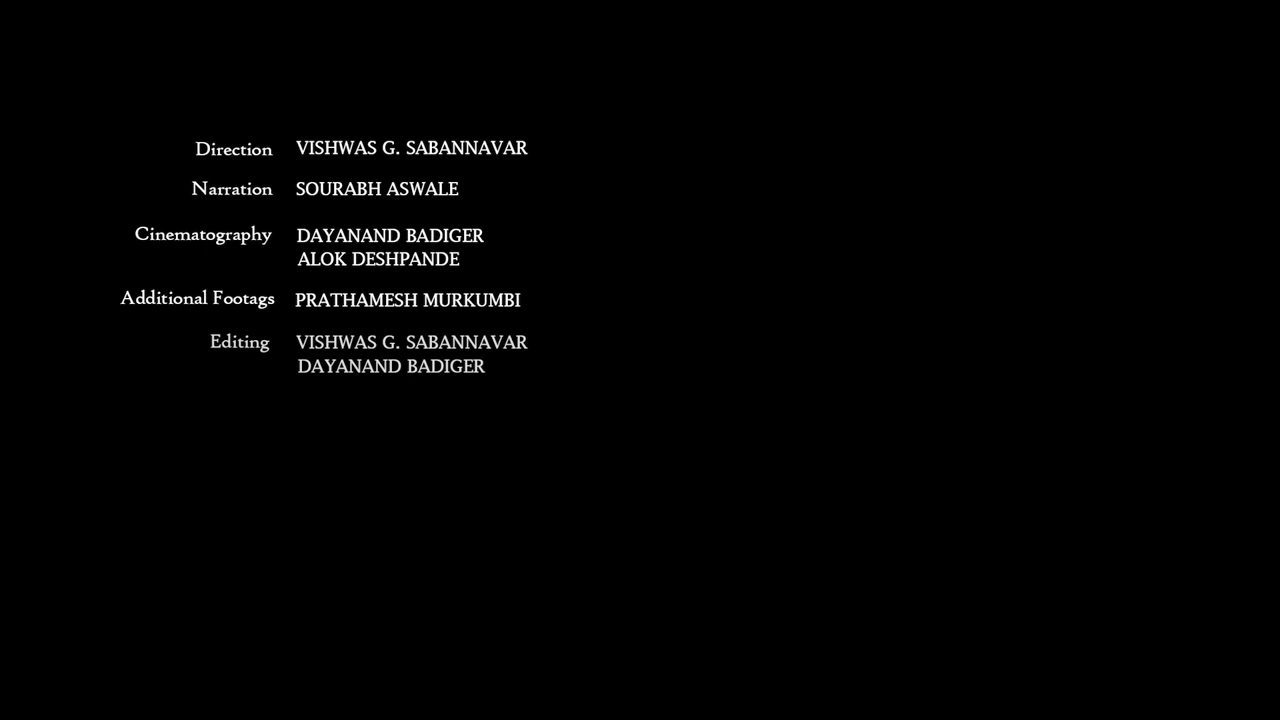 Direction VISHWAS G. SABANNAVAR
Narration SOURABH ASWALE
Cinematography DAYANAND BADIGER
ALOK DESHPANDE
Additional Footags PRATHAMESH MURKUMBI
Editing VISHWAS G. SABANNAVAR
DAYANAND BADIGER